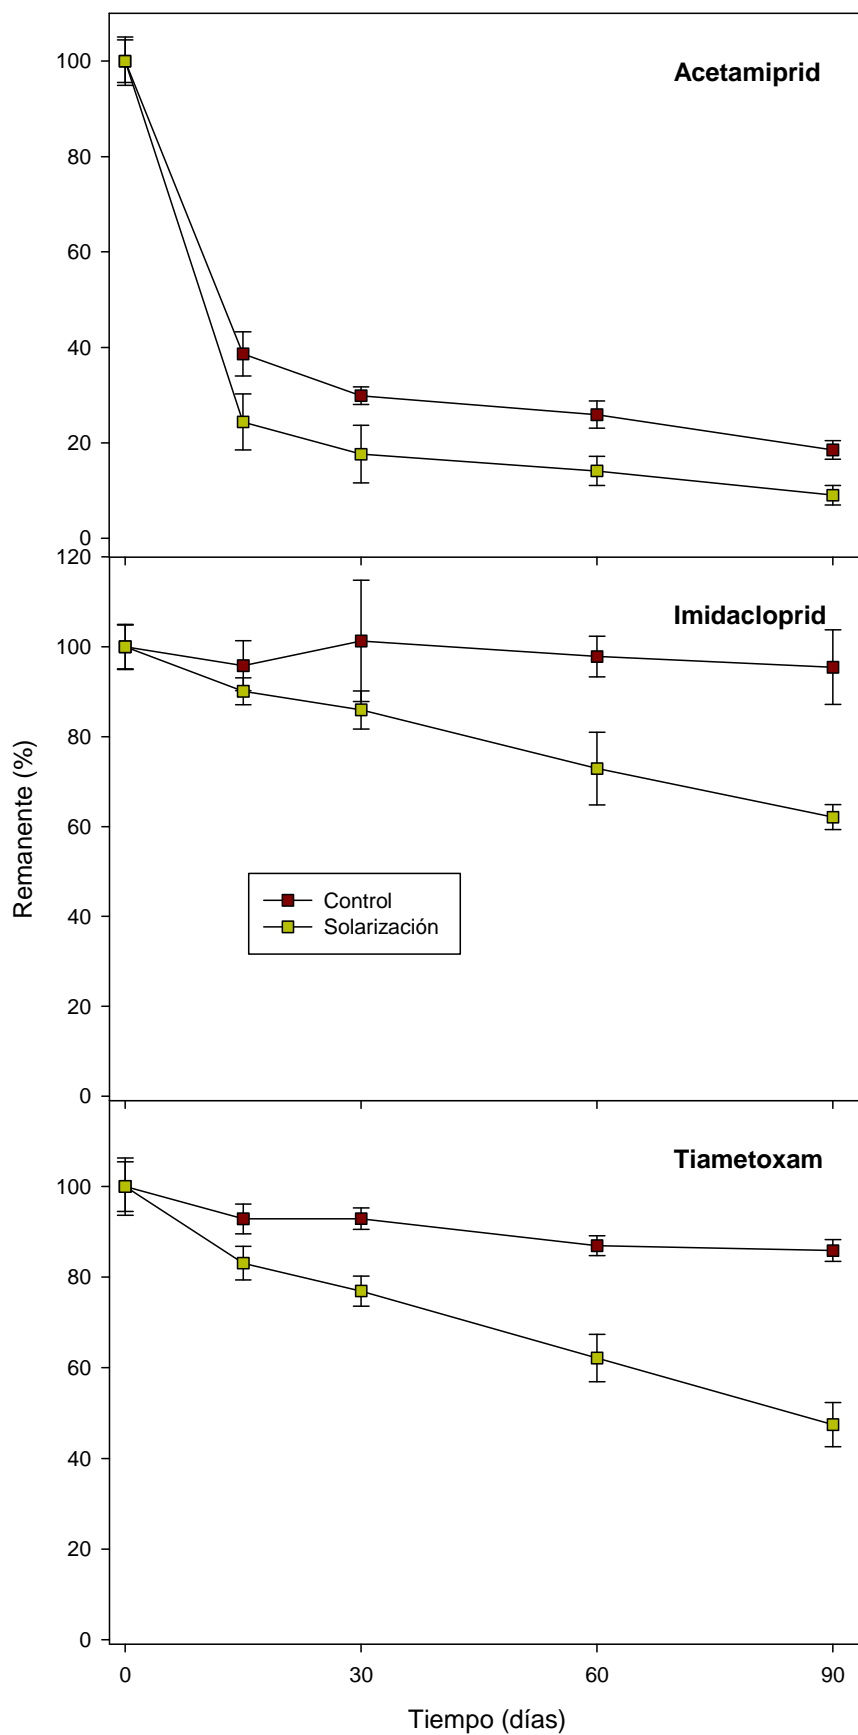 Acetamiprid
100
80
60
40
20
0
Imidacloprid
120
100
80
60
40
20
0
Remanente (%)
Control
Solarización
Tiametoxam
100
80
60
40
20
0
0 30 60 90
Tiempo (días)